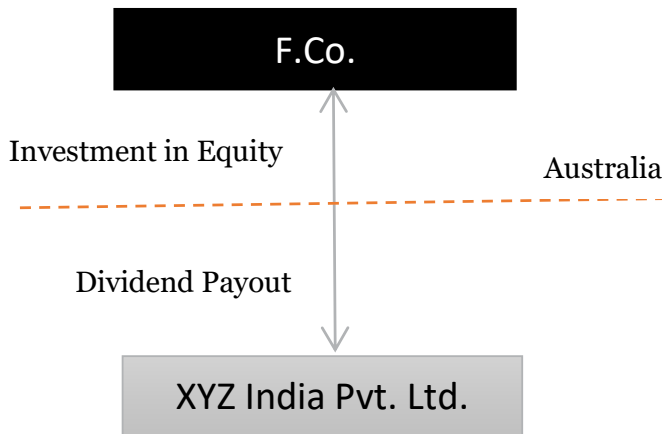 F.Co.
Investment in Equity
Australia
Dividend Payout
XYZ India Pvt. Ltd.